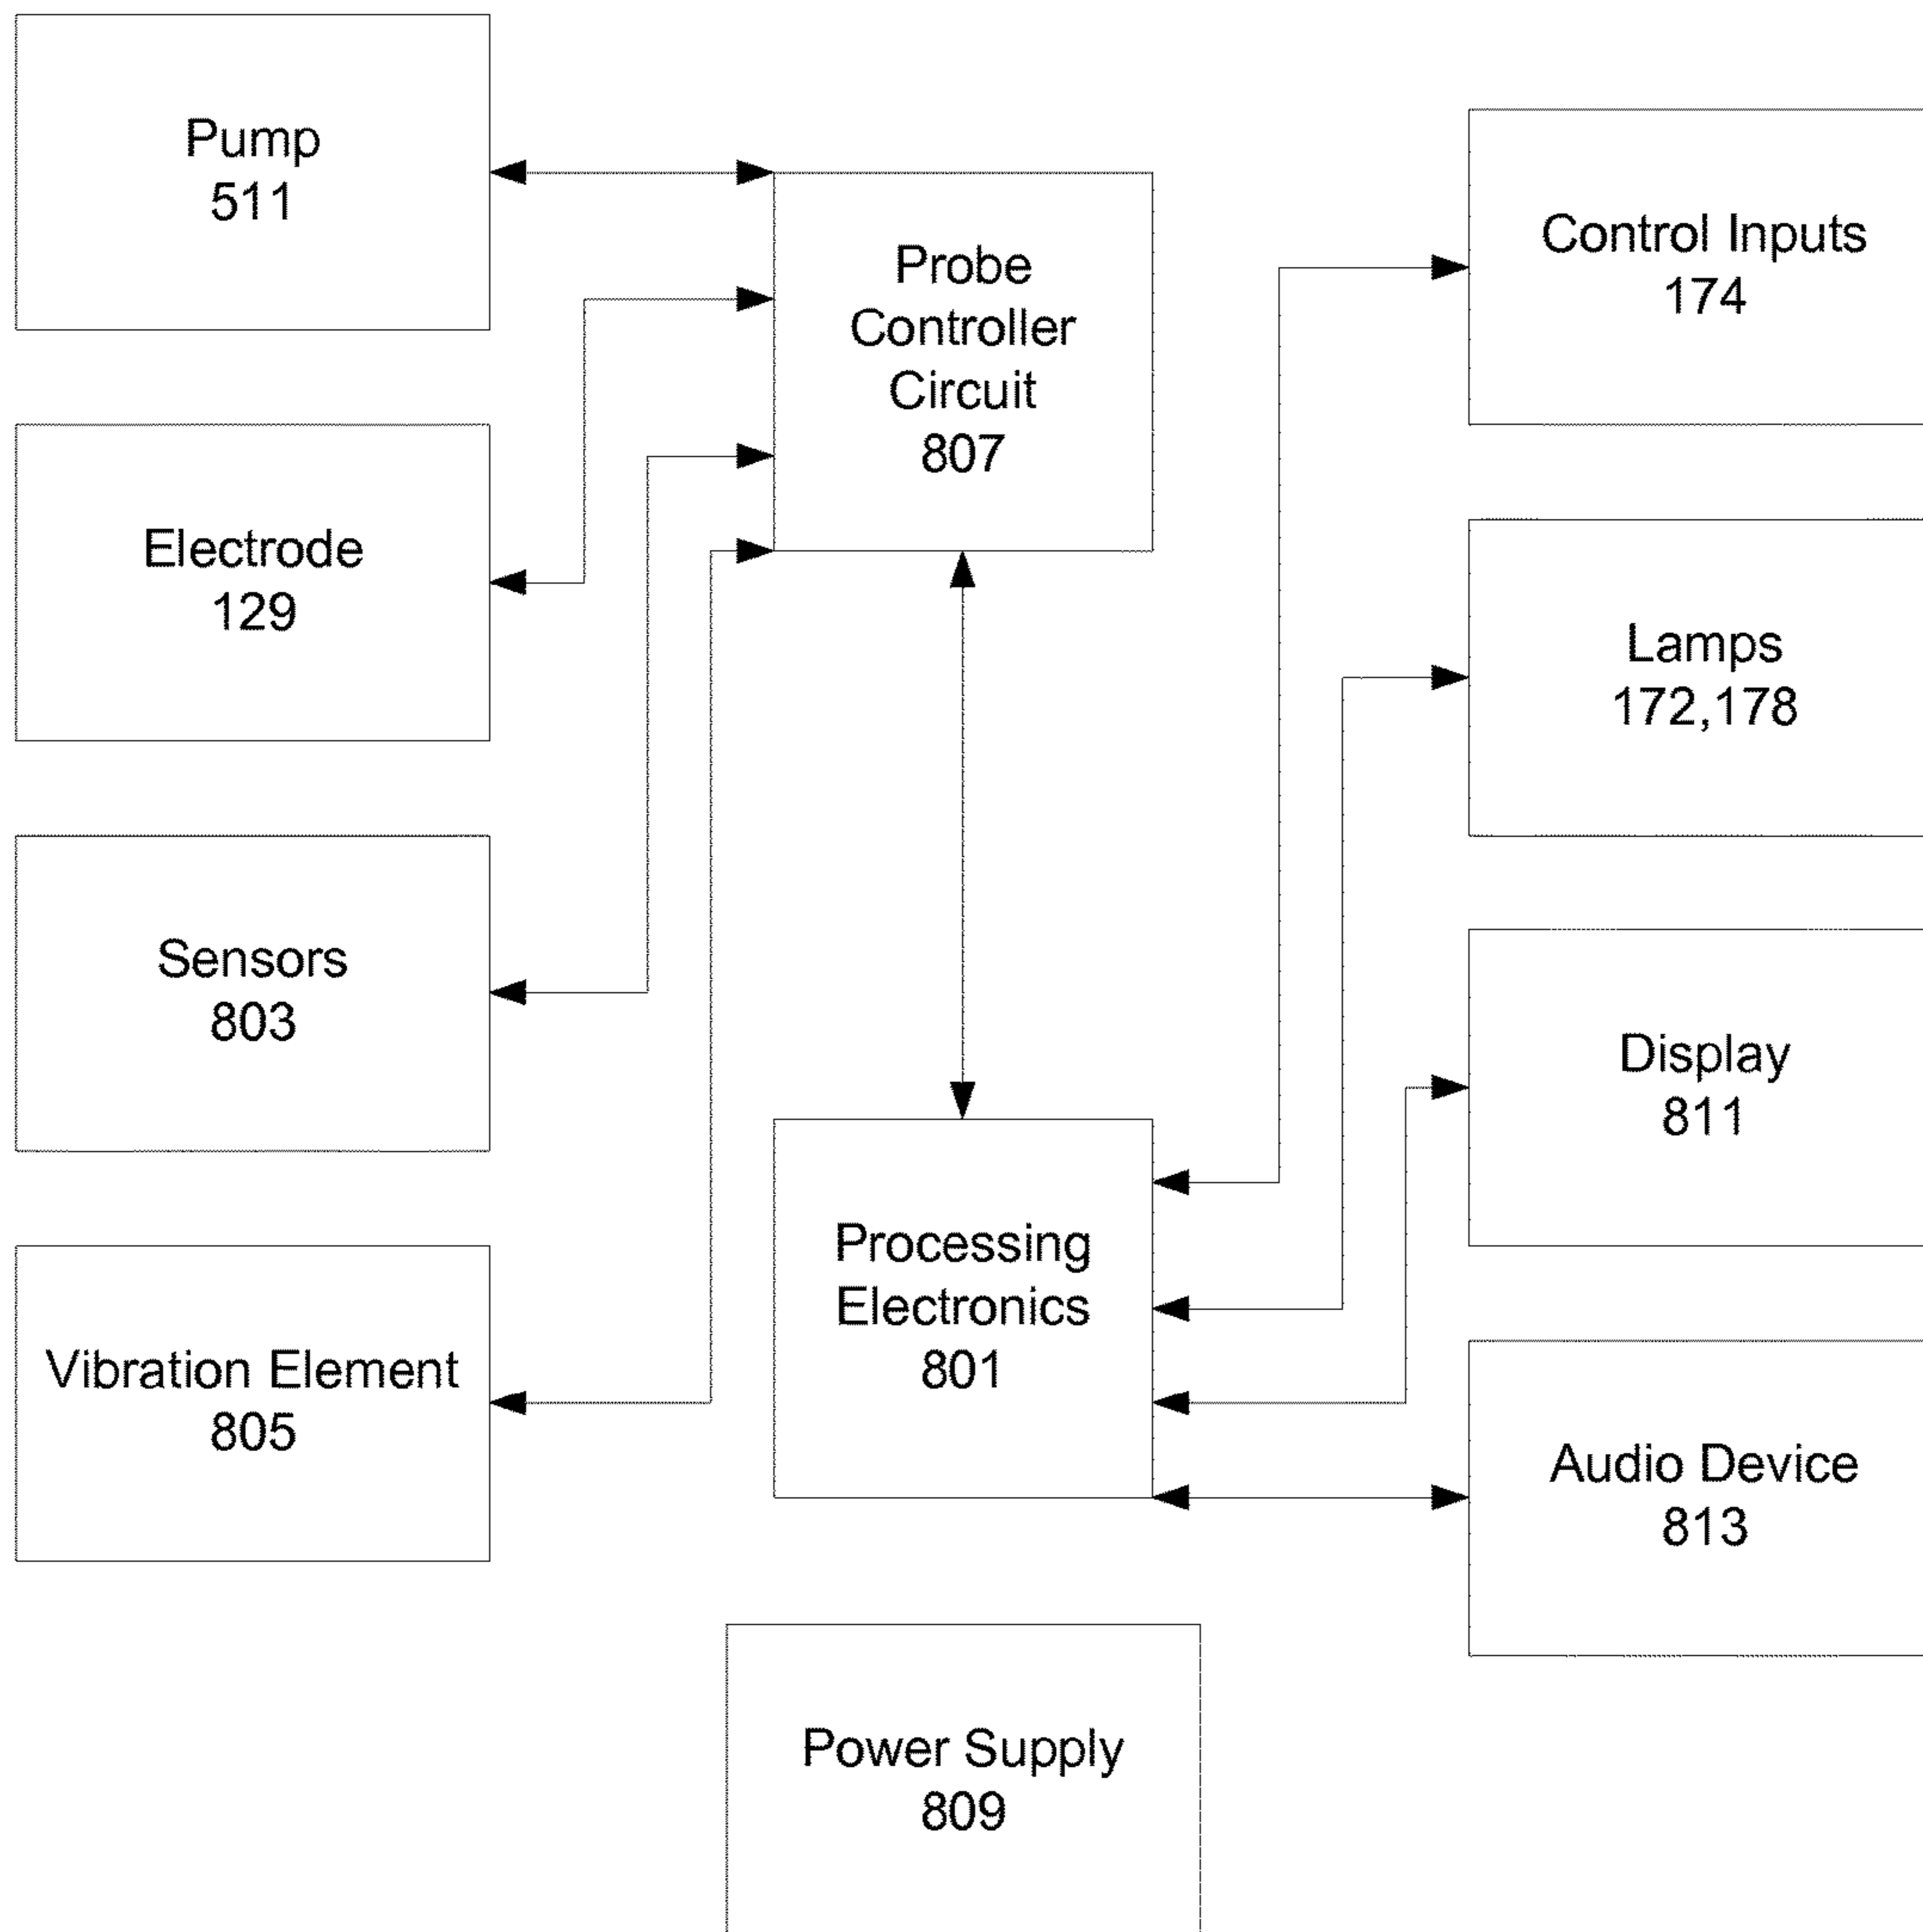 Pump
511
Electrode
129
Sensors
803
Vibration Element
805
Probe
Controller
Circuit
807
Processing
Electronics
801
Power Supply
809
Control Inputs
174
Lamps
172,178
Display
811
Audio Device
813